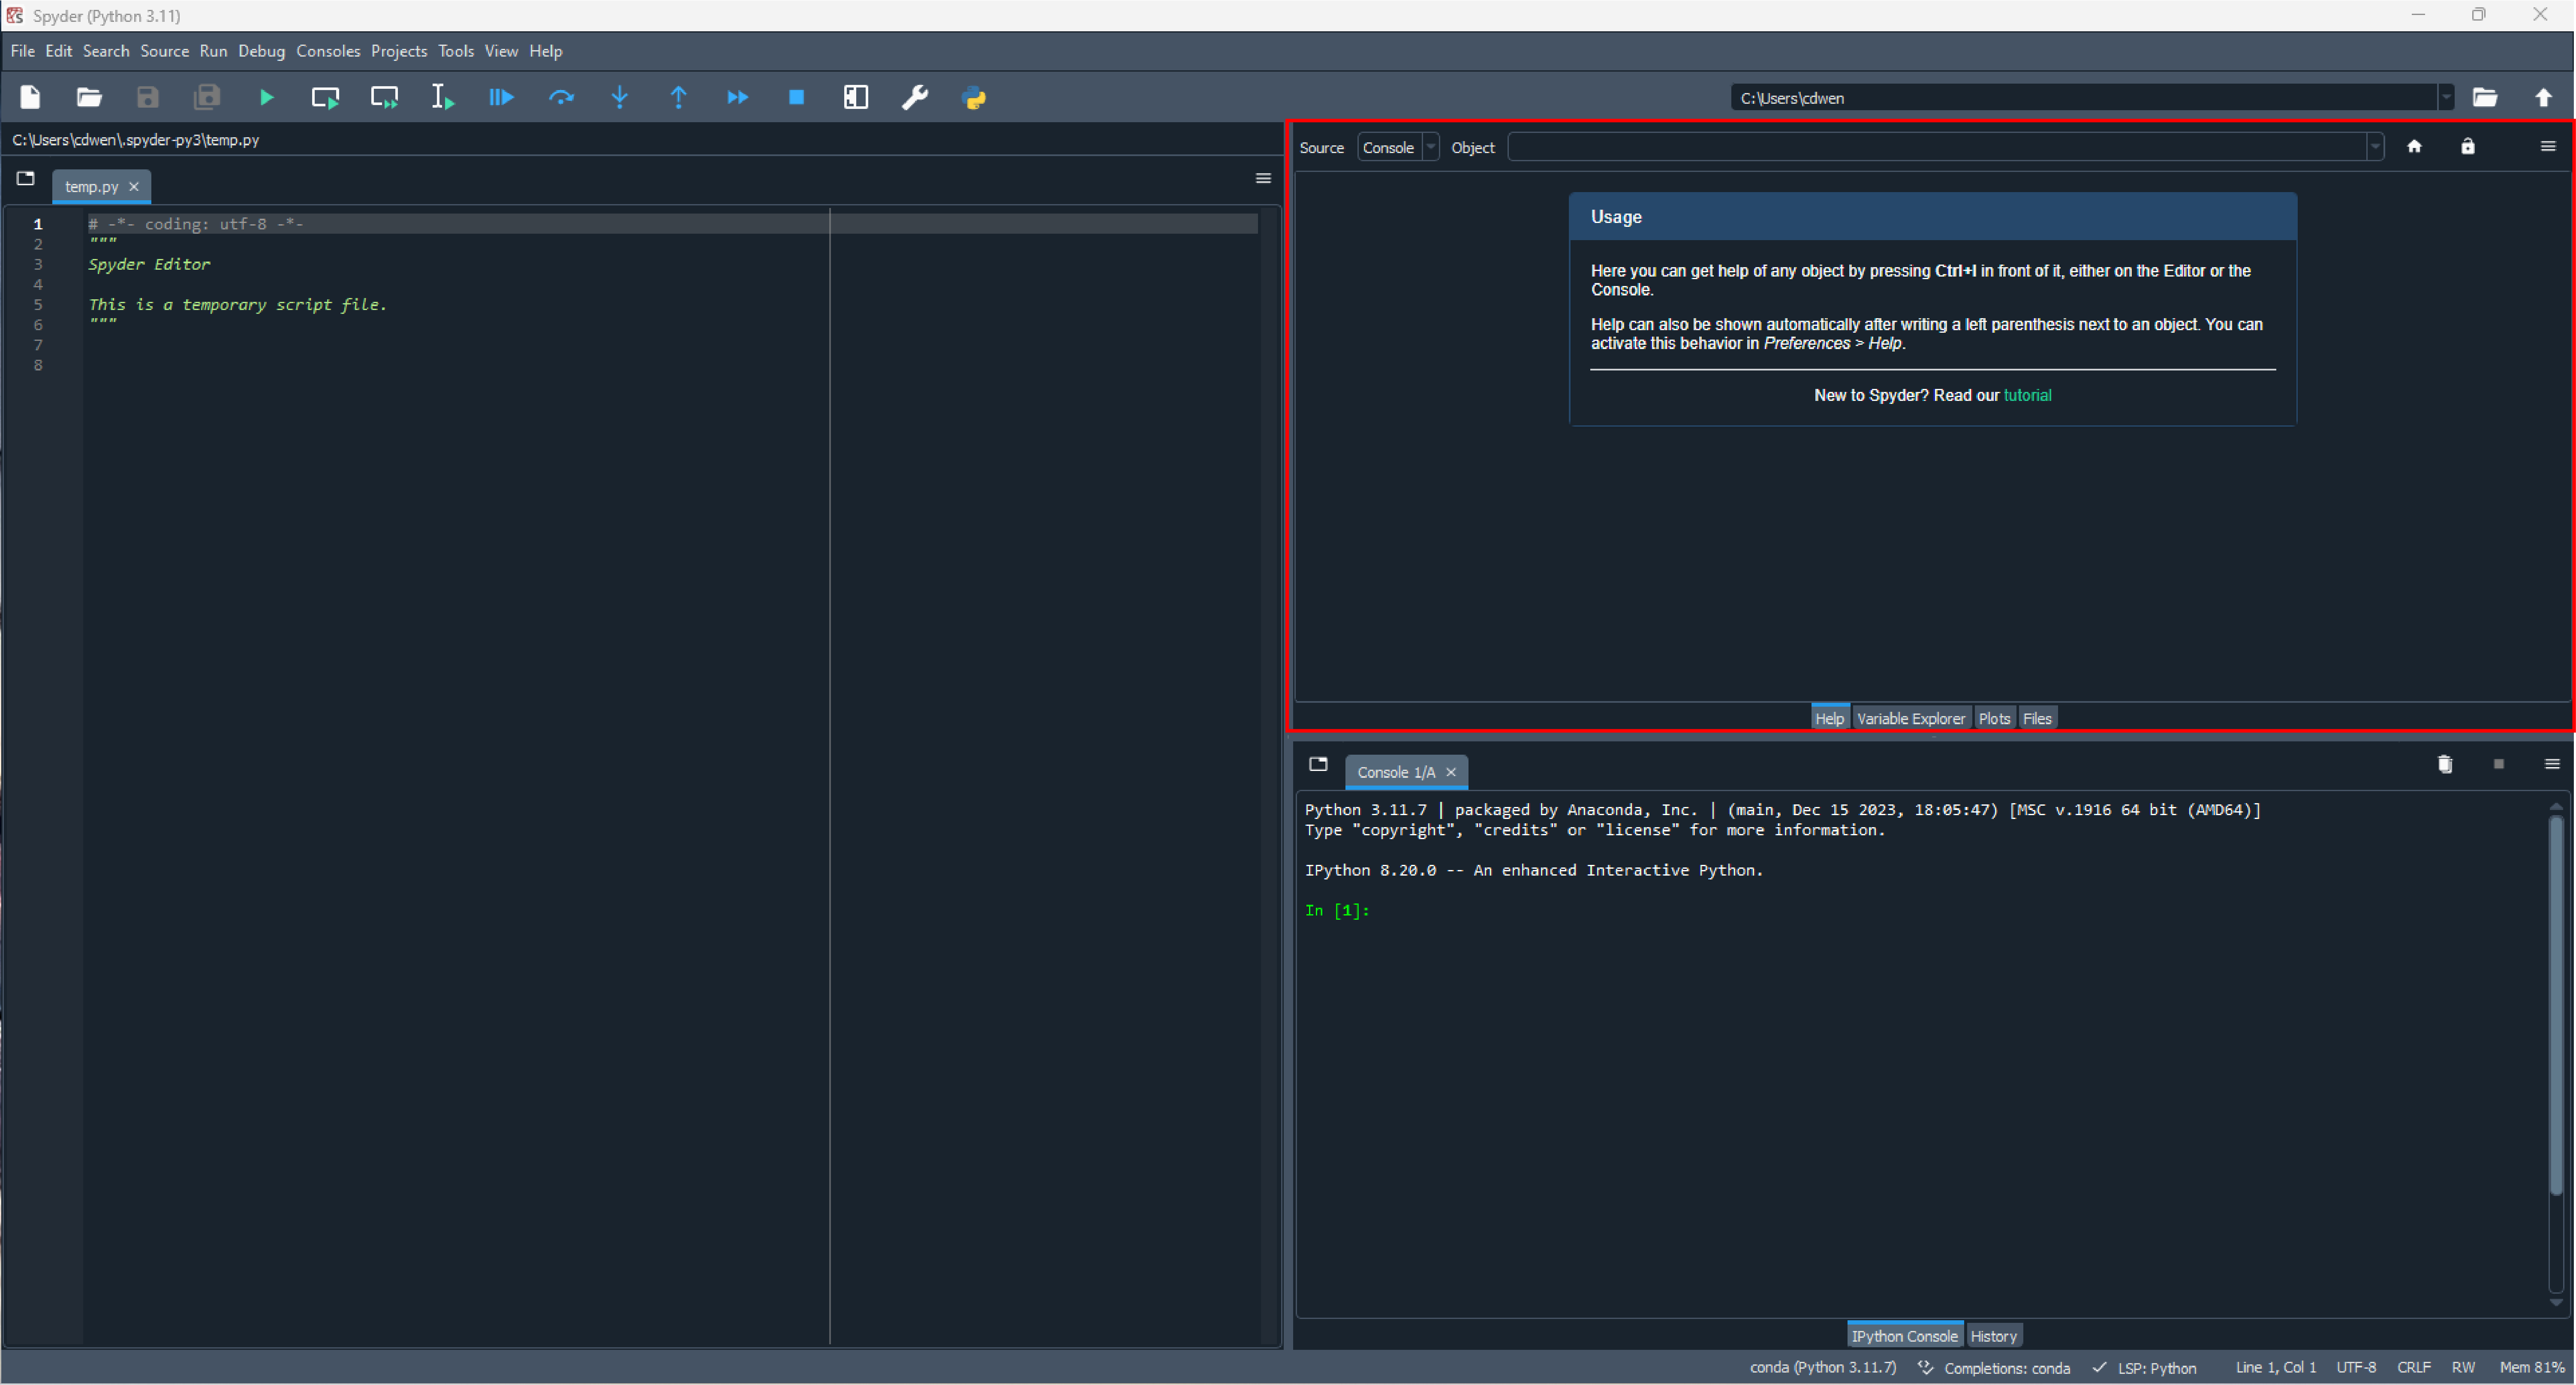 Spyder (Python 3.11)
File Edit Search Source Run Debug Consoles Projects Tools View Help
C:\Users\cdwen
C:\Users\cdwen\.spyder-py3\temp.py
temp.py
1 # -*- coding: utf-8 -*-
2 """
3 Spyder Editor
4
5 This is a temporary script file.
6 """
7
8
Source Console Object
Usage
Here you can get help of any object by pressing Ctrl+I in front of it, either on the Editor or the
Console.
Help can also be shown automatically after writing a left parenthesis next to an object. You can
activate this behavior in Preferences > Help.
New to Spyder? Read our tutorial
Help Variable Explorer Plots Files
Console 1/A
Python 3.11.7 | packaged by Anaconda, Inc. | (main, Dec 15 2023, 18:05:47) [MSC v.1916 64 bit (AMD64)]
Type "copyright", "credits" or "license" for more information.
IPython 8.20.0 -- An enhanced Interactive Python.
In [1]:
IPython Console History
conda (Python 3.11.7) Completions: conda LSP: Python Line 1, Col 1 UTF-8 CRLF RW Mem 81%